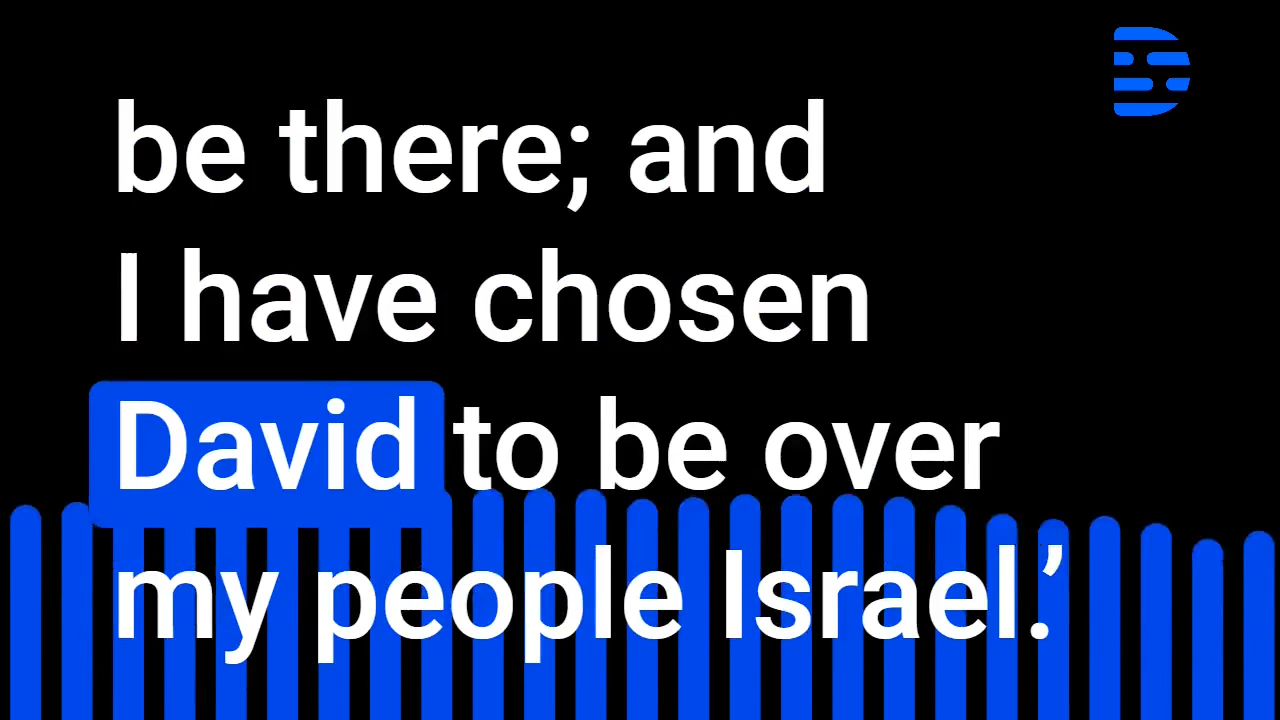 be there; and
I have chosen
David to be over
my people Israel.’